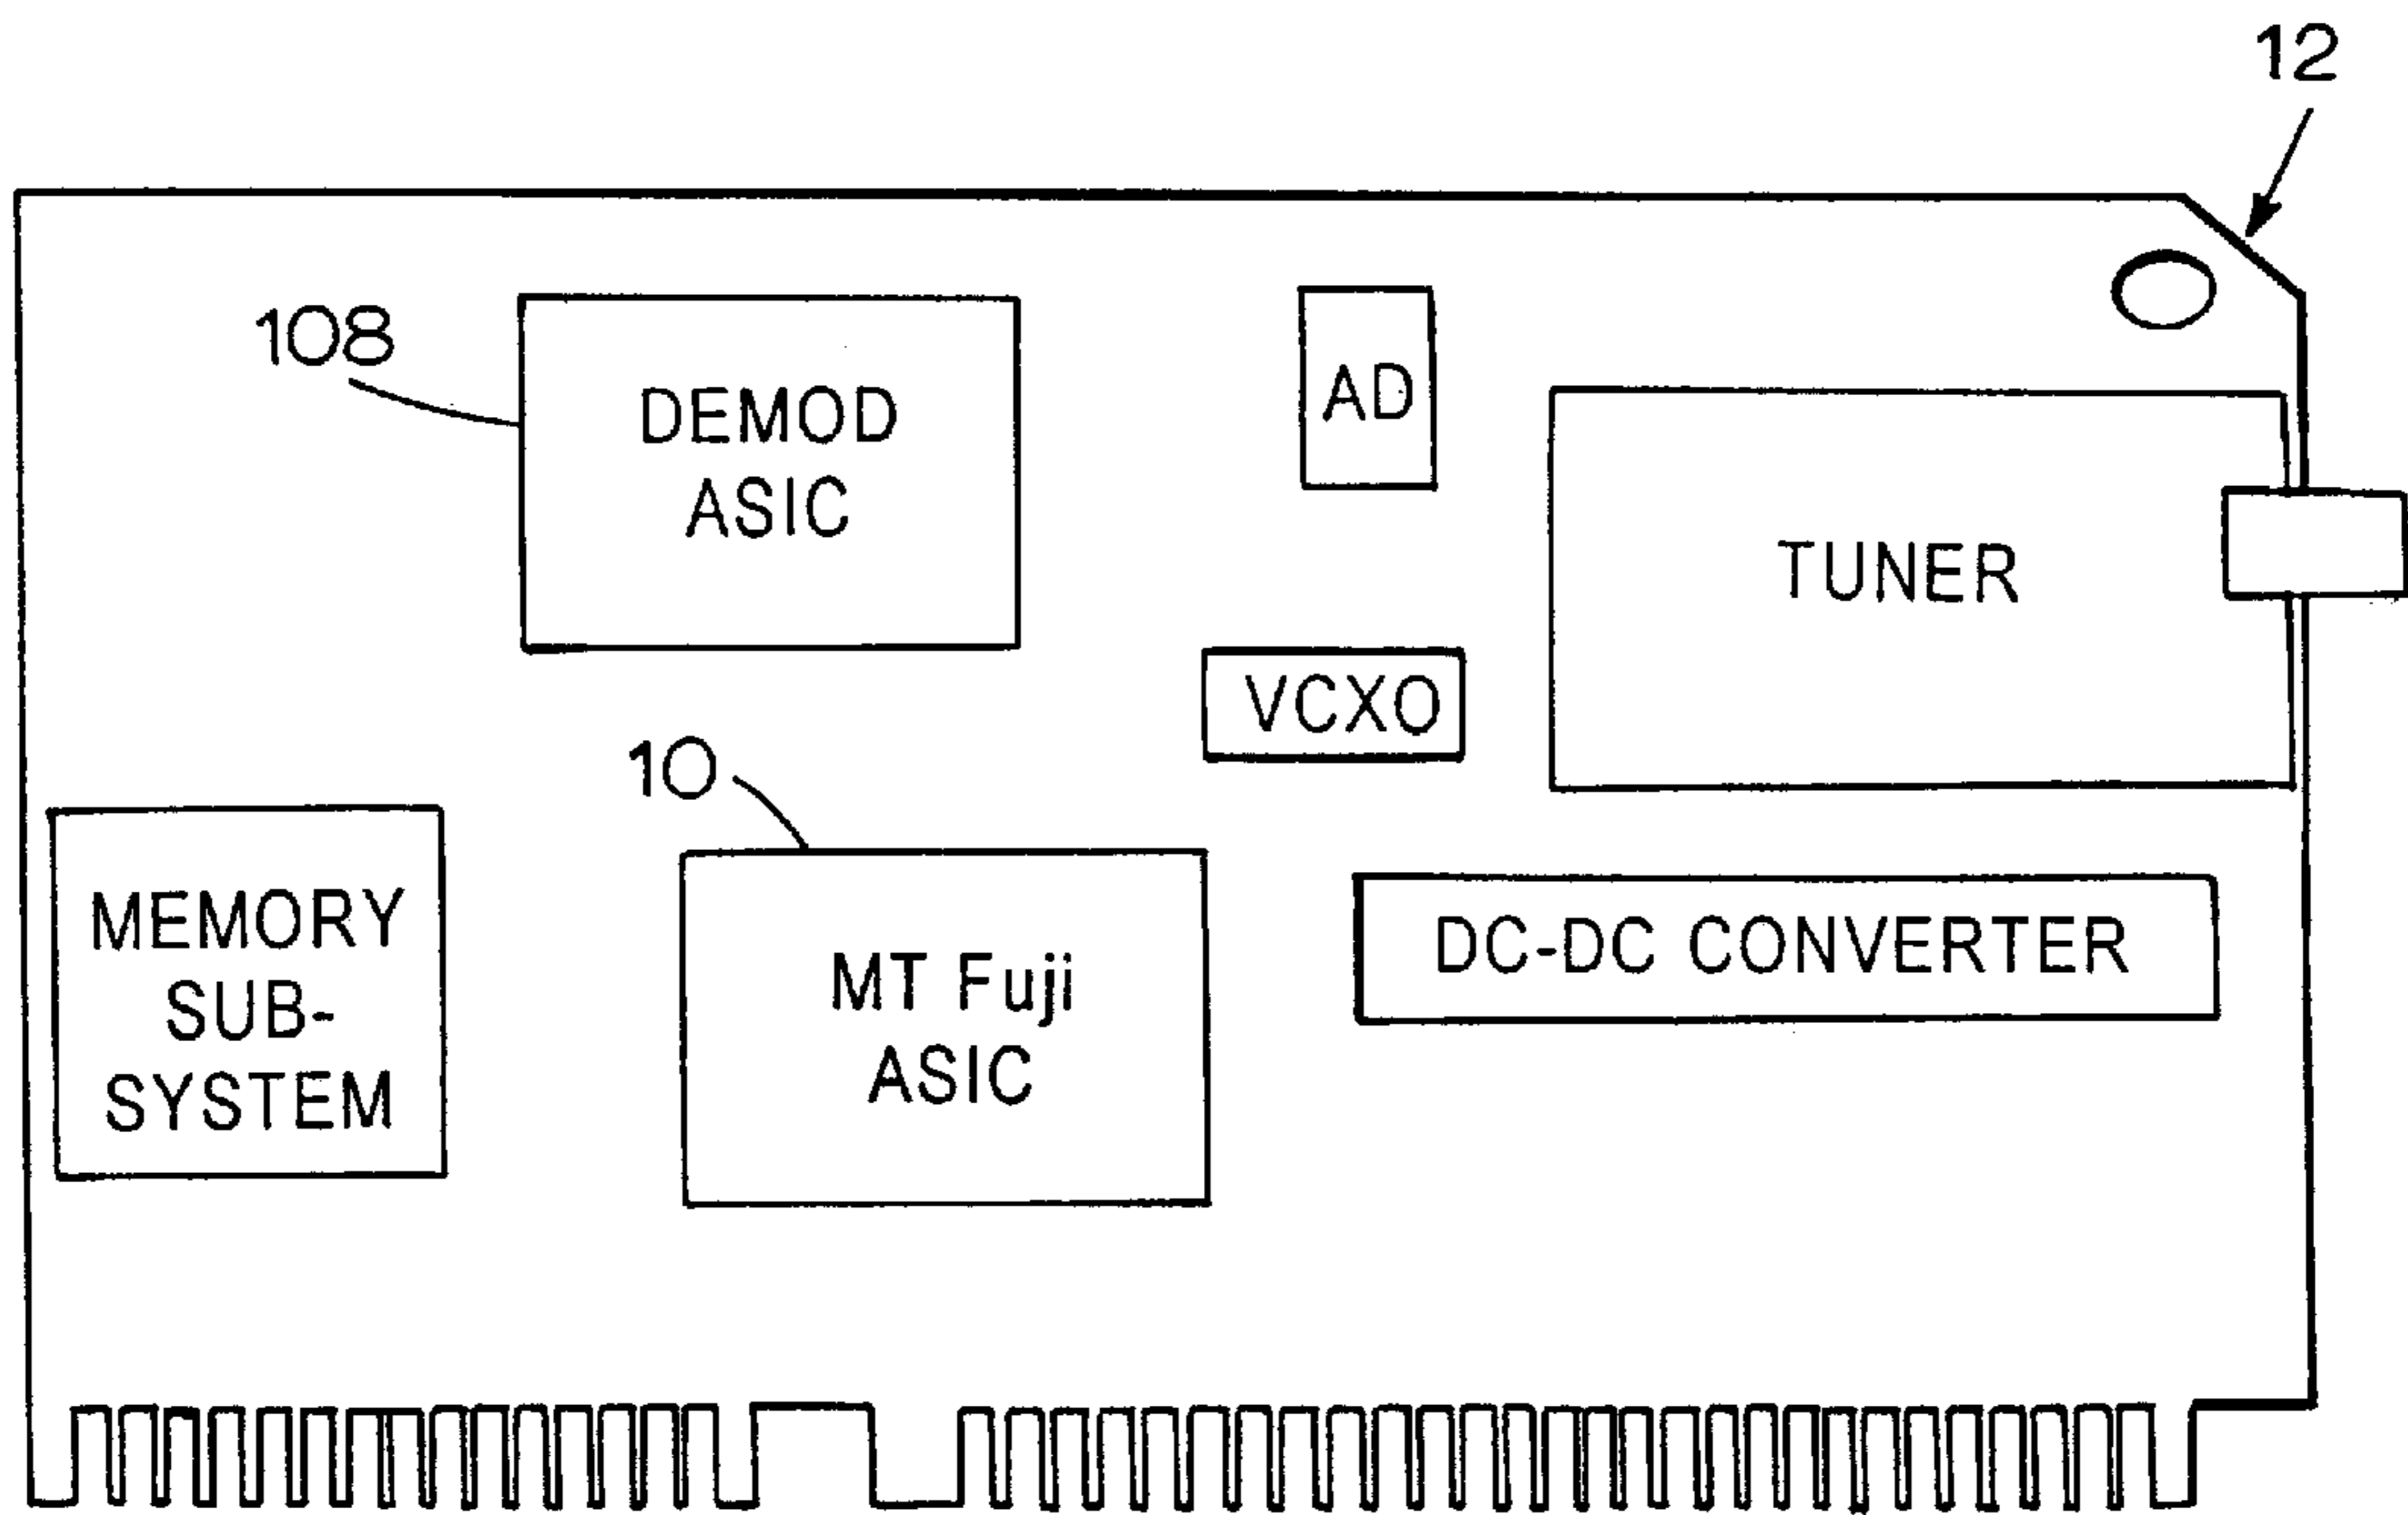 12
108
DEMOD
ASIC
AD
TUNER
VCXO
10
MEMORY
SUB-
SYSTEM
MT Fuji
ASIC
DC-DC CONVERTER